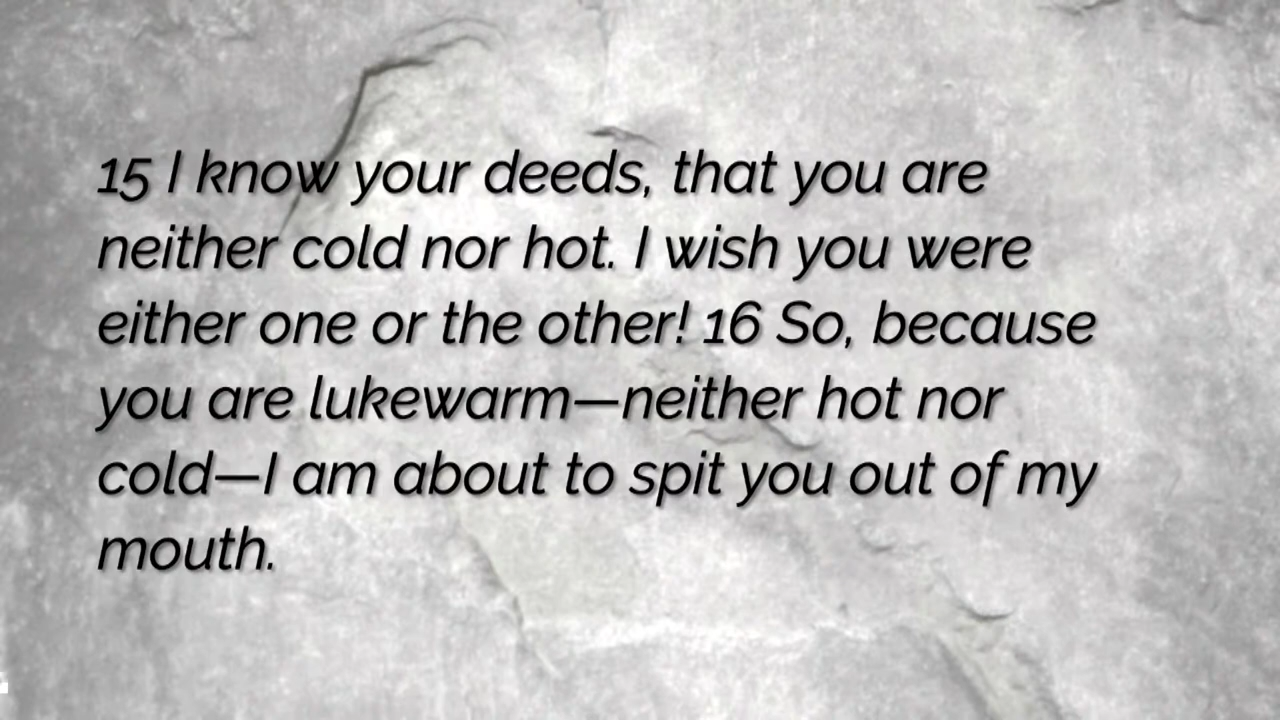 15 I know your deeds, that you are
neither cold nor hot. I wish you were
either one or the other! 16 So, because
you are lukewarm—neither hot nor
cold—I am about to spit you out of my
mouth.